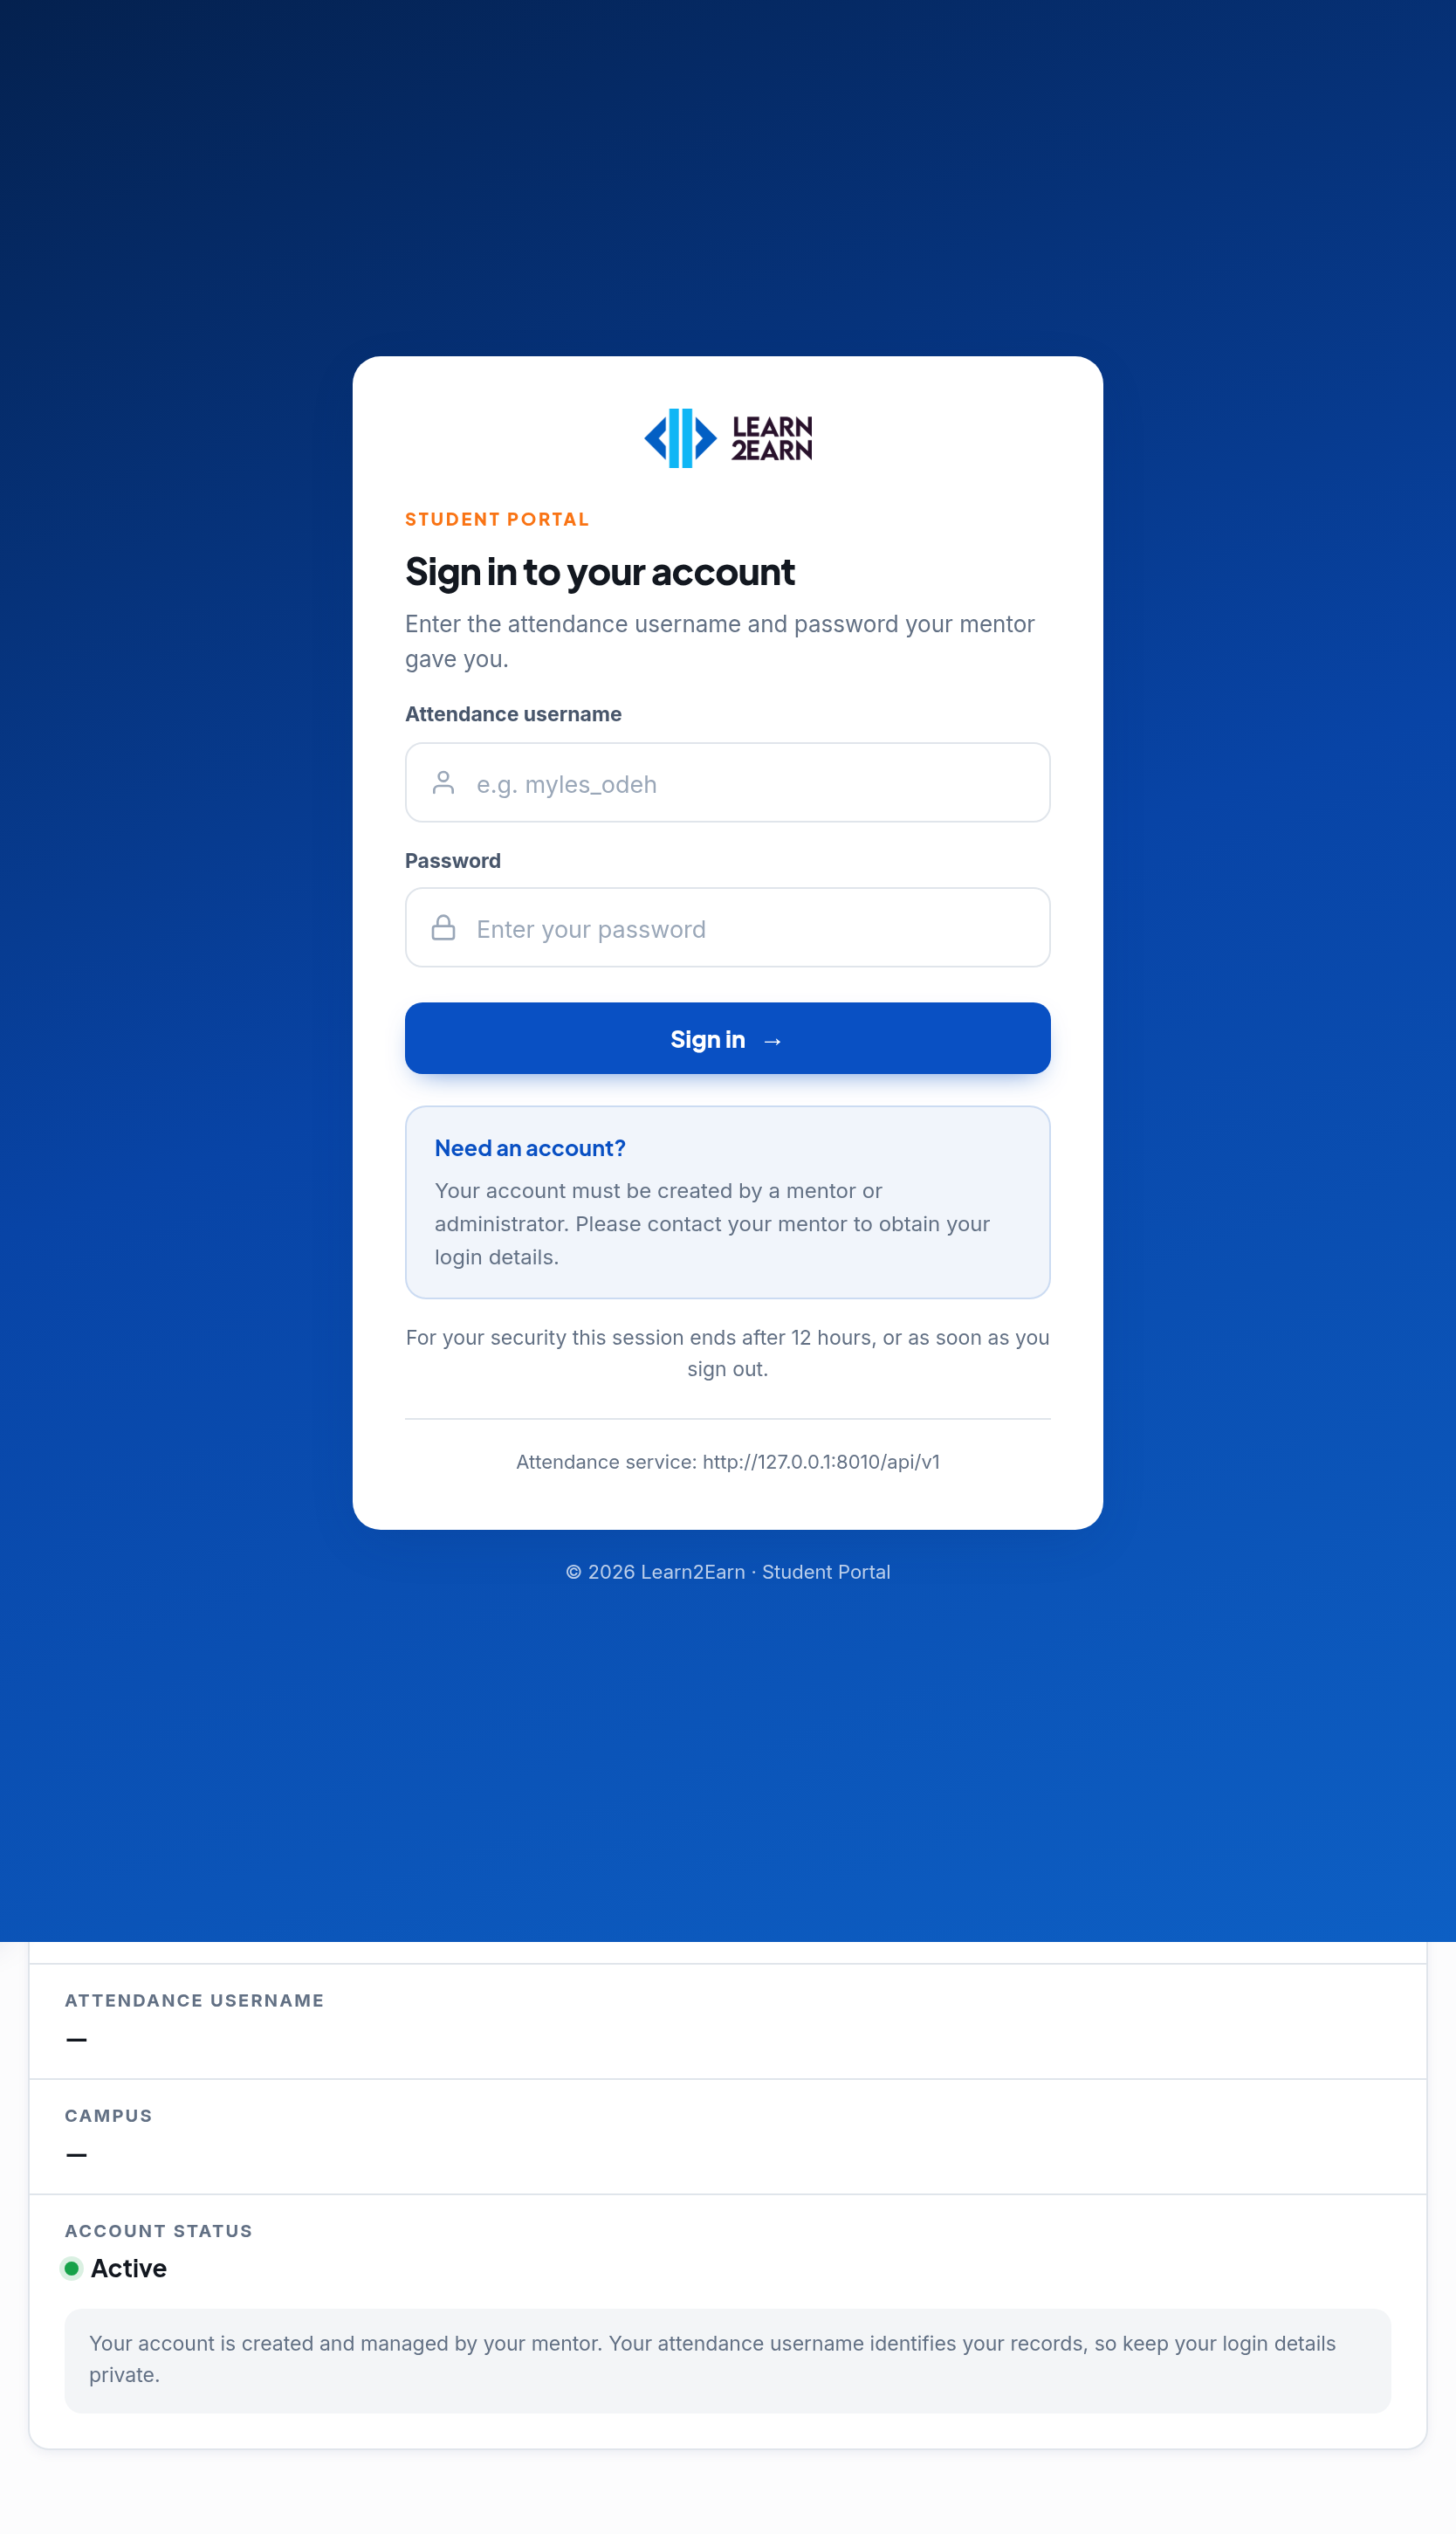 LEARN
2EARN
STUDENT PORTAL
Sign in to your account
Enter the attendance username and password your mentor
gave you.
Attendance username
e.g. myles_odeh
Password
Enter your password
Sign in →
Need an account?
Your account must be created by a mentor or
administrator. Please contact your mentor to obtain your
login details.
For your security this session ends after 12 hours, or as soon as you
sign out.
Attendance service: http://127.0.0.1:8010/api/v1
© 2026 Learn2Earn · Student Portal
ATTENDANCE USERNAME
—
CAMPUS
—
ACCOUNT STATUS
Active
Your account is created and managed by your mentor. Your attendance username identifies your records, so keep your login details
private.